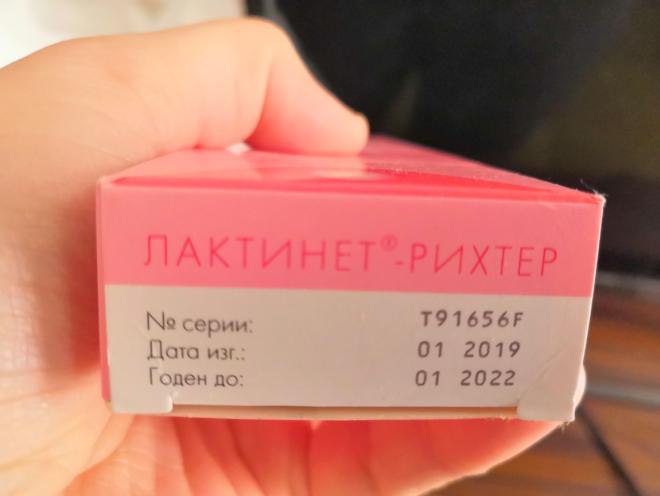 ЛАКТИНЕТ®-РИХТЕР
№ серии: T91656F
Дата изг.: 01 2019
Годен до: 01 2022